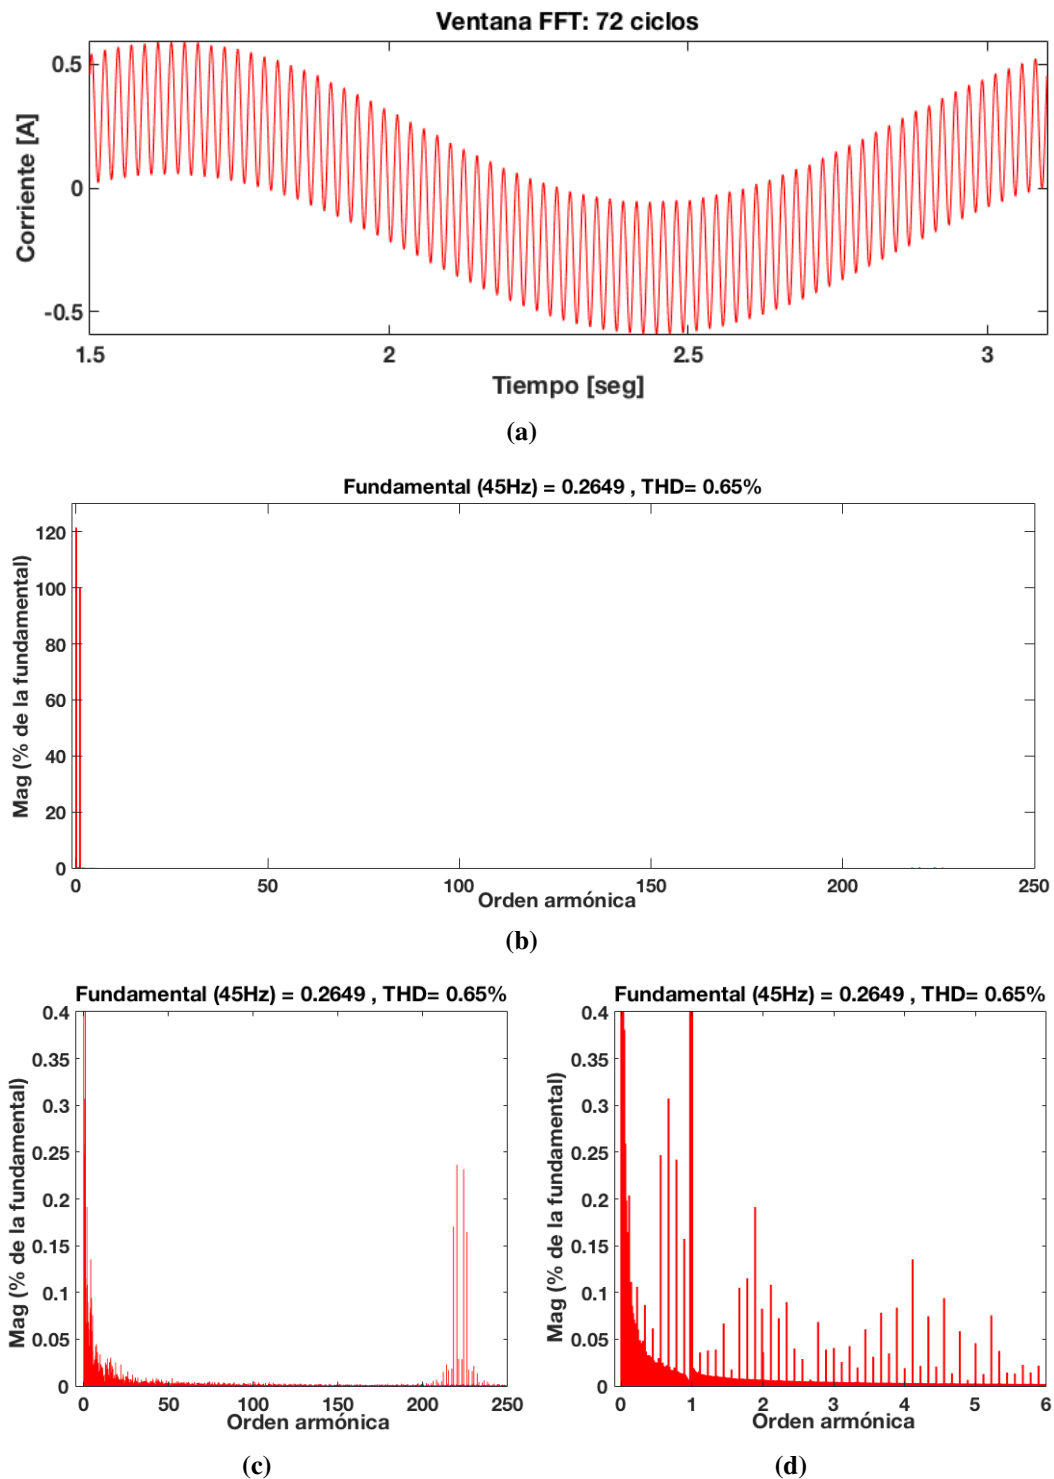 Ventana FFT: 72 ciclos
0.5
0
-0.5
Corriente [A]
1.5 2 2.5 3
Tiempo [seg]
(a)
Fundamental (45Hz) = 0.2649 , THD= 0.65%
120
100
80
60
40
20
0
Mag (% de la fundamental)
0 50 100 150 200 250
Orden armónica
(b)
Fundamental (45Hz) = 0.2649 , THD= 0.65%
0.4
0.35
0.3
0.25
0.2
0.15
0.1
0.05
0
Mag (% de la fundamental)
0 50 100 150 200 250
Orden armónica
(c)
Fundamental (45Hz) = 0.2649 , THD= 0.65%
0.4
0.35
0.3
0.25
0.2
0.15
0.1
0.05
0
Mag (% de la fundamental)
0 1 2 3 4 5 6
Orden armónica
(d)